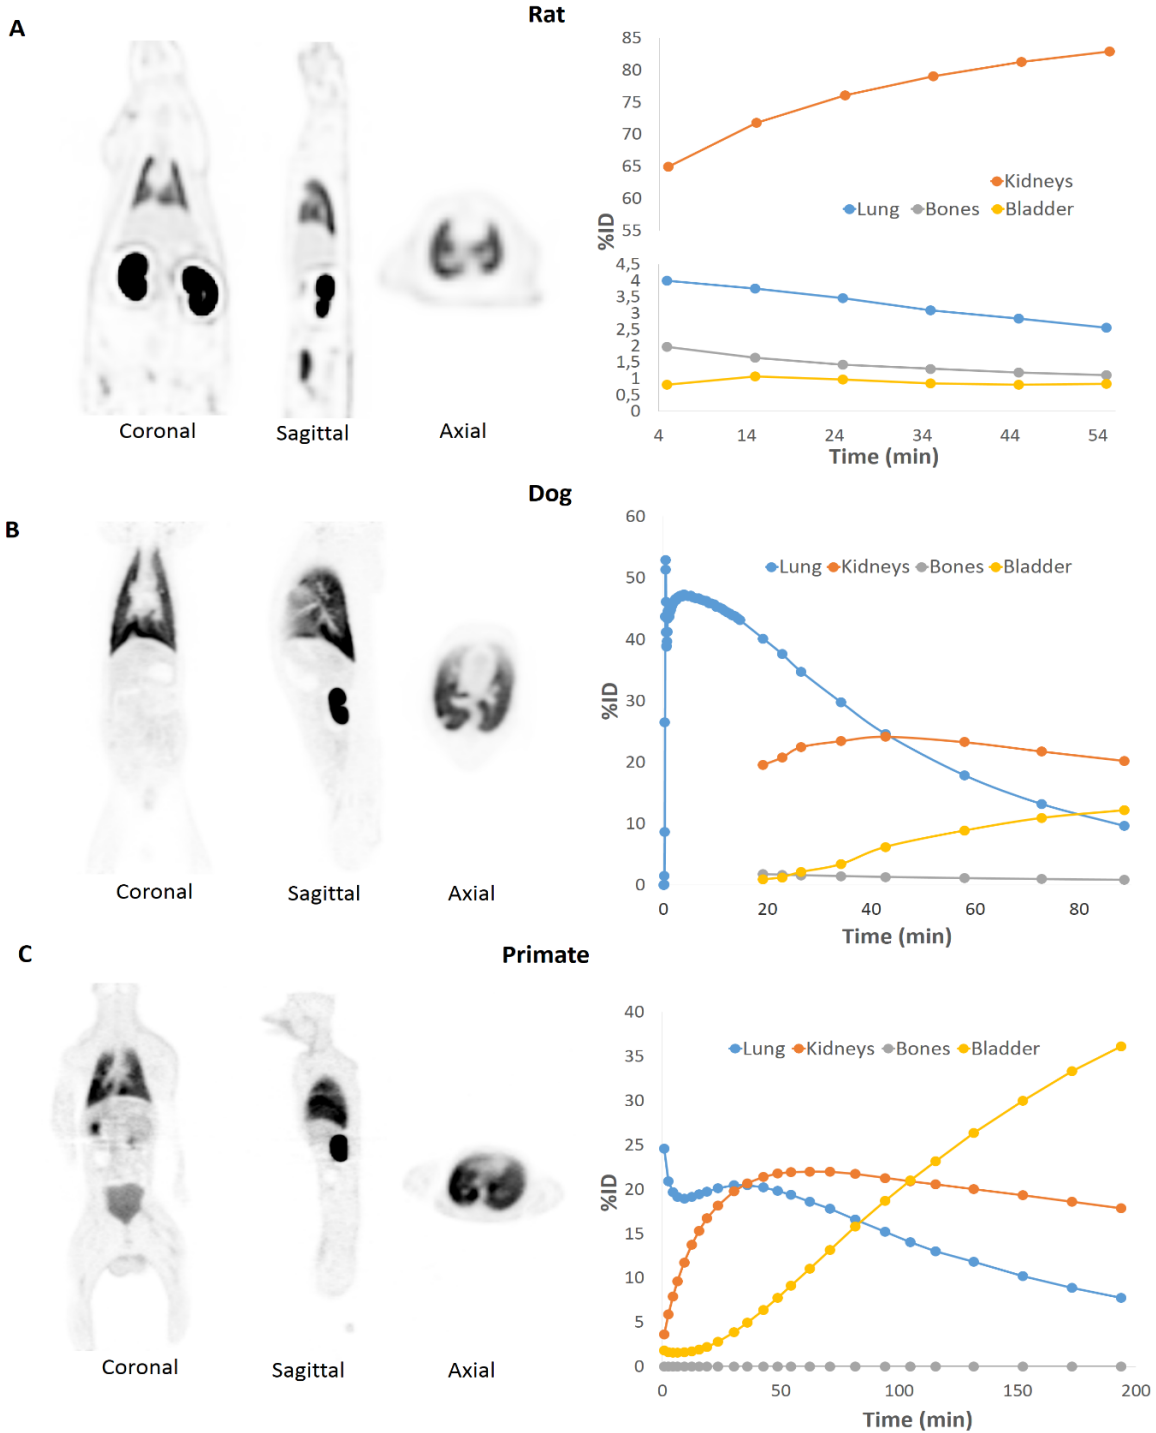 Rat
A
85
80
75
70
65
60
55
Kidneys
Lung Bones Bladder
%ID
4,5
4
3,5
3
2,5
2
1,5
1
0,5
0
4 14 24 34 44 54
Time (min)
Coronal Sagittal Axial
Dog
B
60
50
40
30
20
10
0
Lung Kidneys Bones Bladder
%ID
0 20 40 60 80
Time (min)
Coronal Sagittal Axial
Primate
C
40
35
30
25
20
15
10
5
0
Lung Kidneys Bones Bladder
%ID
0 50 100 150 200
Time (min)
Coronal Sagittal Axial